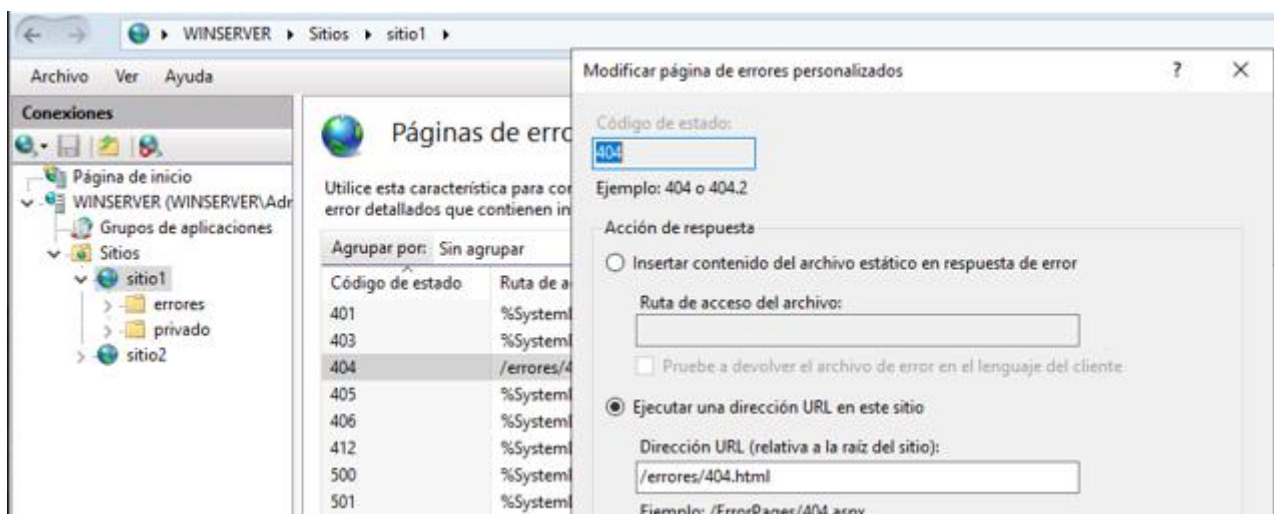 WINSERVER Sitios sitio1
Archivo Ver Ayuda
Conexiones
Página de inicio
WINSERVER (WINSERVER\Adr
Grupos de aplicaciones
Sitios
sitio1
errores
privado
sitio2
Páginas de erro
Utilice esta característica para cor
error detallados que contienen in
Agrupar por: Sin agrupar
Código de estado Ruta de a
401 %SystemI
403 %SystemI
404 /errores/4
405 %SystemI
406 %SystemI
412 %SystemI
500 %SystemI
501 %SystemI
Modificar página de errores personalizados ? X
Código de estado:
404
Ejemplo: 404 o 404.2
Acción de respuesta
Insertar contenido del archivo estático en respuesta de error
Ruta de acceso del archivo:
Pruebe a devolver el archivo de error en el lenguaje del cliente
Ejecutar una dirección URL en este sitio
Dirección URL (relativa a la raíz del sitio):
/errores/404.html
Ejemplo: /ErrorPages/404.aspx